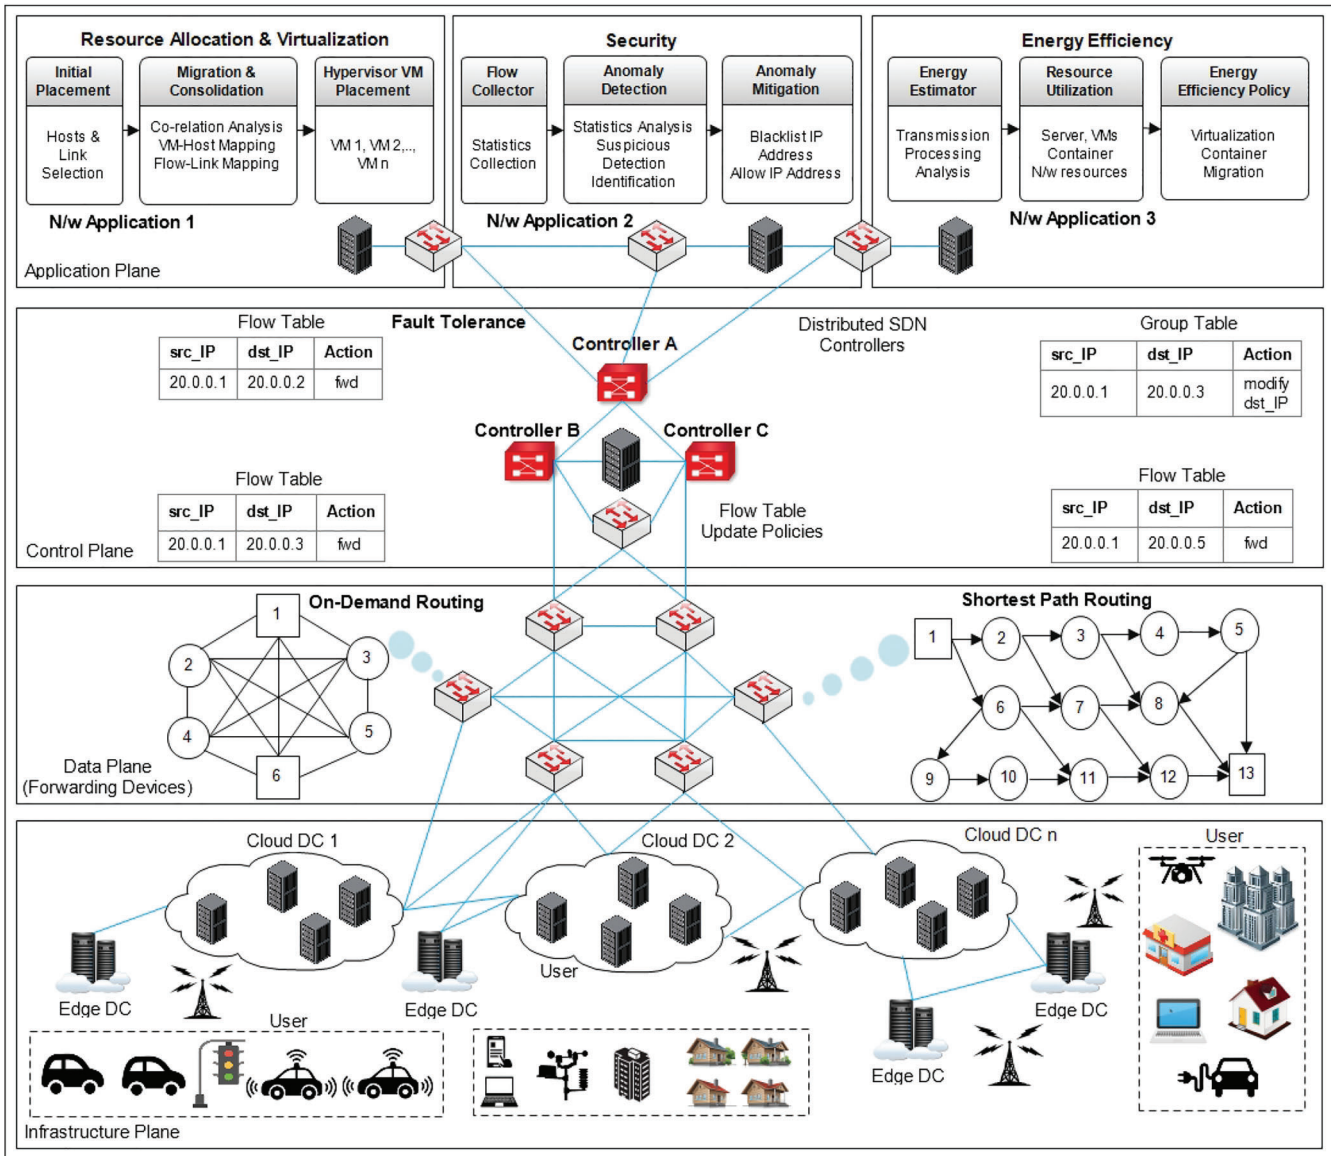 Resource Allocation & Virtualization
Initial
Placement
Hosts &
Link
Selection
Migration &
Consolidation
Co-relation Analysis
VM-Host Mapping
Flow-Link Mapping
Hypervisor VM
Placement
VM 1, VM 2,..,
VM n
N/w Application 1
Security
Flow
Collector
Statistics
Collection
Anomaly
Detection
Statistics Analysis
Suspicious
Detection
Identification
Anomaly
Mitigation
Blacklist IP
Address
Allow IP Address
N/w Application 2
Energy Efficiency
Energy
Estimator
Transmission
Processing
Analysis
Resource
Utilization
Server, VMs
Container
N/w resources
Energy
Efficiency Policy
Virtualization
Container
Migration
N/w Application 3
Application Plane
Flow Table
src_IP dst_IP Action
20.0.0.1 20.0.0.2 fwd
Fault Tolerance
Controller A
Distributed SDN
Controllers
Group Table
src_IP dst_IP Action
20.0.0.1 20.0.0.3 modify
dst_IP
Controller B
Controller C
Flow Table
src_IP dst_IP Action
20.0.0.1 20.0.0.3 fwd
Flow Table
Update Policies
Flow Table
src_IP dst_IP Action
20.0.0.1 20.0.0.5 fwd
Control Plane
On-Demand Routing
1
2
3
4
5
6
Shortest Path Routing
1
2
3
4
5
6
7
8
9
10
11
12
13
Data Plane
(Forwarding Devices)
Cloud DC 1
Cloud DC 2
Cloud DC n
User
Edge DC
Edge DC
User
Edge DC
Edge DC
User
Infrastructure Plane